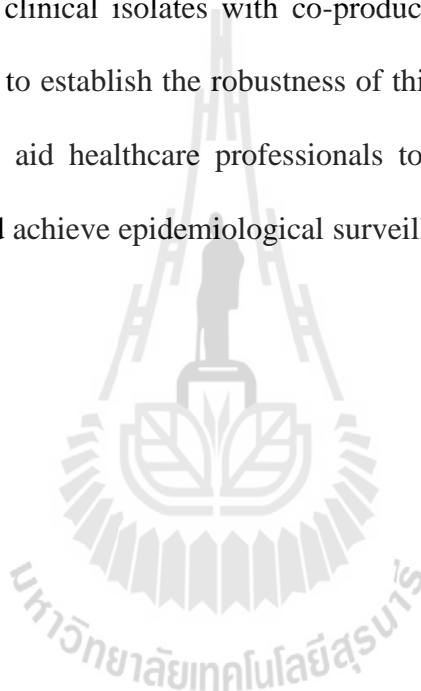 clinical isolates with co-produc
to establish the robustness of thi
aid healthcare professionals to
d achieve epidemiological surveill
มหาวิทยาลัยเทคโนโลยีสุรนารี